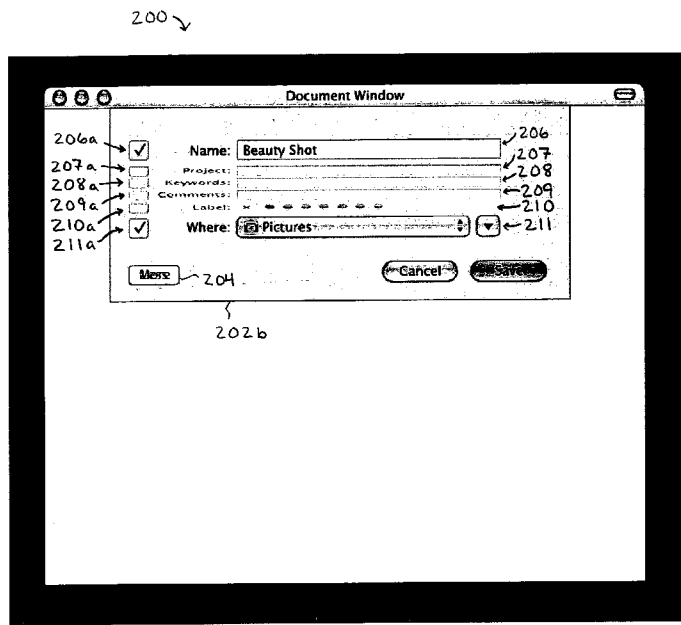 200
Document Window
206a Name: Beauty Shot 206
207a Project: 207
208a Keywords: 208
209a Comments: 209
210a Label: × 210
211a Where: Pictures 211
204 Cancel Save
202b